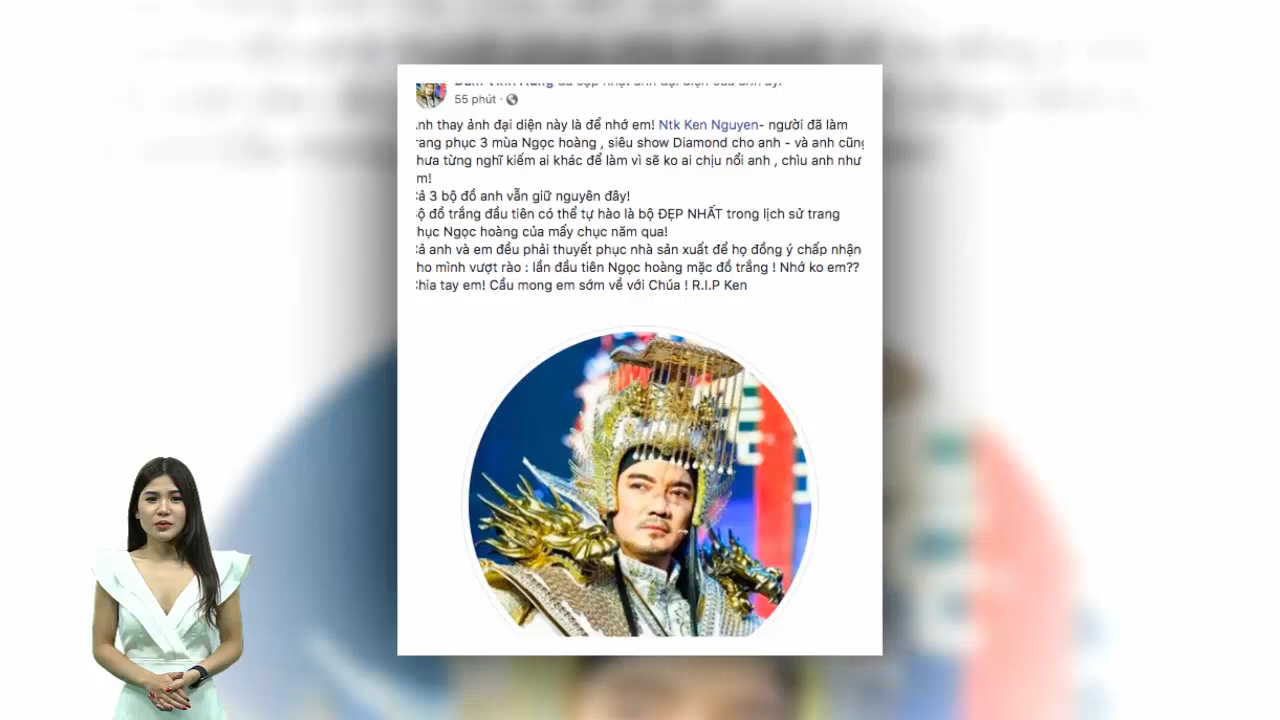 55 phút ·
nh thay ảnh đại diện này là để nhớ em! Ntk Ken Nguyen- người đã làm
rang phục 3 mùa Ngọc hoàng , siêu show Diamond cho anh - và anh cũng
hưa từng nghĩ kiếm ai khác để làm vì sẽ ko ai chịu nổi anh , chìu anh như
m!
ả 3 bộ đồ anh vẫn giữ nguyên đây!
ộ đồ trắng đầu tiên có thể tự hào là bộ ĐẸP NHẤT trong lịch sử trang
hục Ngọc hoàng của mấy chục năm qua!
ả anh và em đều phải thuyết phục nhà sản xuất để họ đồng ý chấp nhận
ho mình vượt rào : lần đầu tiên Ngọc hoàng mặc đồ trắng ! Nhớ ko em??
hia tay em! Cầu mong em sớm về với Chúa ! R.I.P Ken